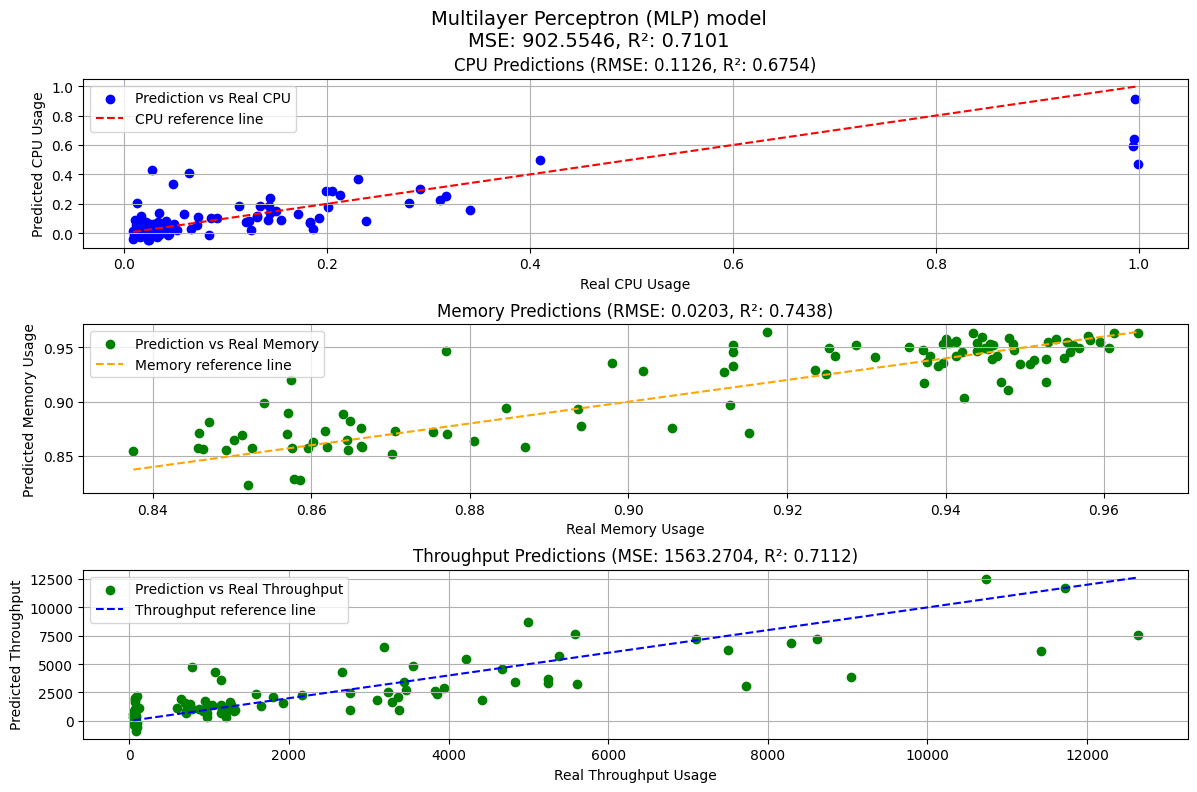 Multilayer Perceptron (MLP) model
MSE: 902.5546, R²: 0.7101
CPU Predictions (RMSE: 0.1126, R²: 0.6754)
Predicted CPU Usage
1.0
0.8
0.6
0.4
0.2
0.0
Prediction vs Real CPU
CPU reference line
0.0 0.2 0.4 0.6 0.8 1.0
Real CPU Usage
Memory Predictions (RMSE: 0.0203, R²: 0.7438)
Predicted Memory Usage
0.95
0.90
0.85
Prediction vs Real Memory
Memory reference line
0.84 0.86 0.88 0.90 0.92 0.94 0.96
Real Memory Usage
Throughput Predictions (MSE: 1563.2704, R²: 0.7112)
Predicted Throughput
12500
10000
7500
5000
2500
0
Prediction vs Real Throughput
Throughput reference line
0 2000 4000 6000 8000 10000 12000
Real Throughput Usage